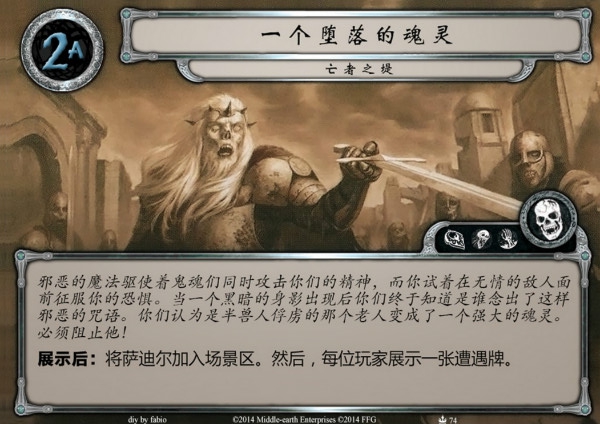 2A
一个堕落的魂灵
亡者之堤
邪恶的魔法驱使着鬼魂们同时攻击你们的精神，而你试着在无情的敌人面
前征服你的恐惧。当一个黑暗的身影出现后你们终于知道是谁念出了这样
邪恶的咒语。你们认为是半兽人俘虏的那个老人变成了一个强大的魂灵。
必须阻止他！
展示后：将萨迪尔加入场景区。然后，每位玩家展示一张遭遇牌。
diy by fabio ©2014 Middle-earth Enterprises ©2014 FFG 74